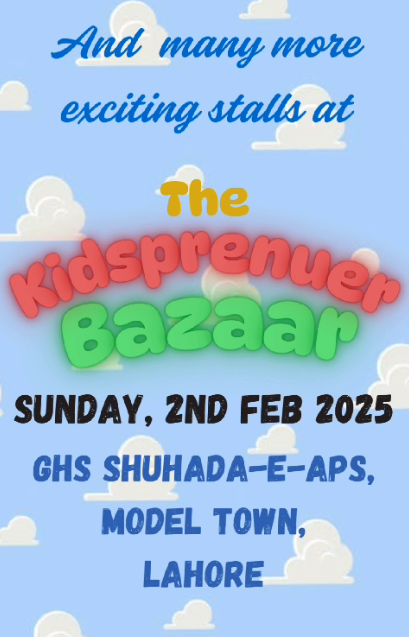 And many more
exciting stalls at
The
Kidsprenuer
Bazaar
SUNDAY, 2ND FEB 2025
GHS SHUHADA-E-APS,
MODEL TOWN,
LAHORE